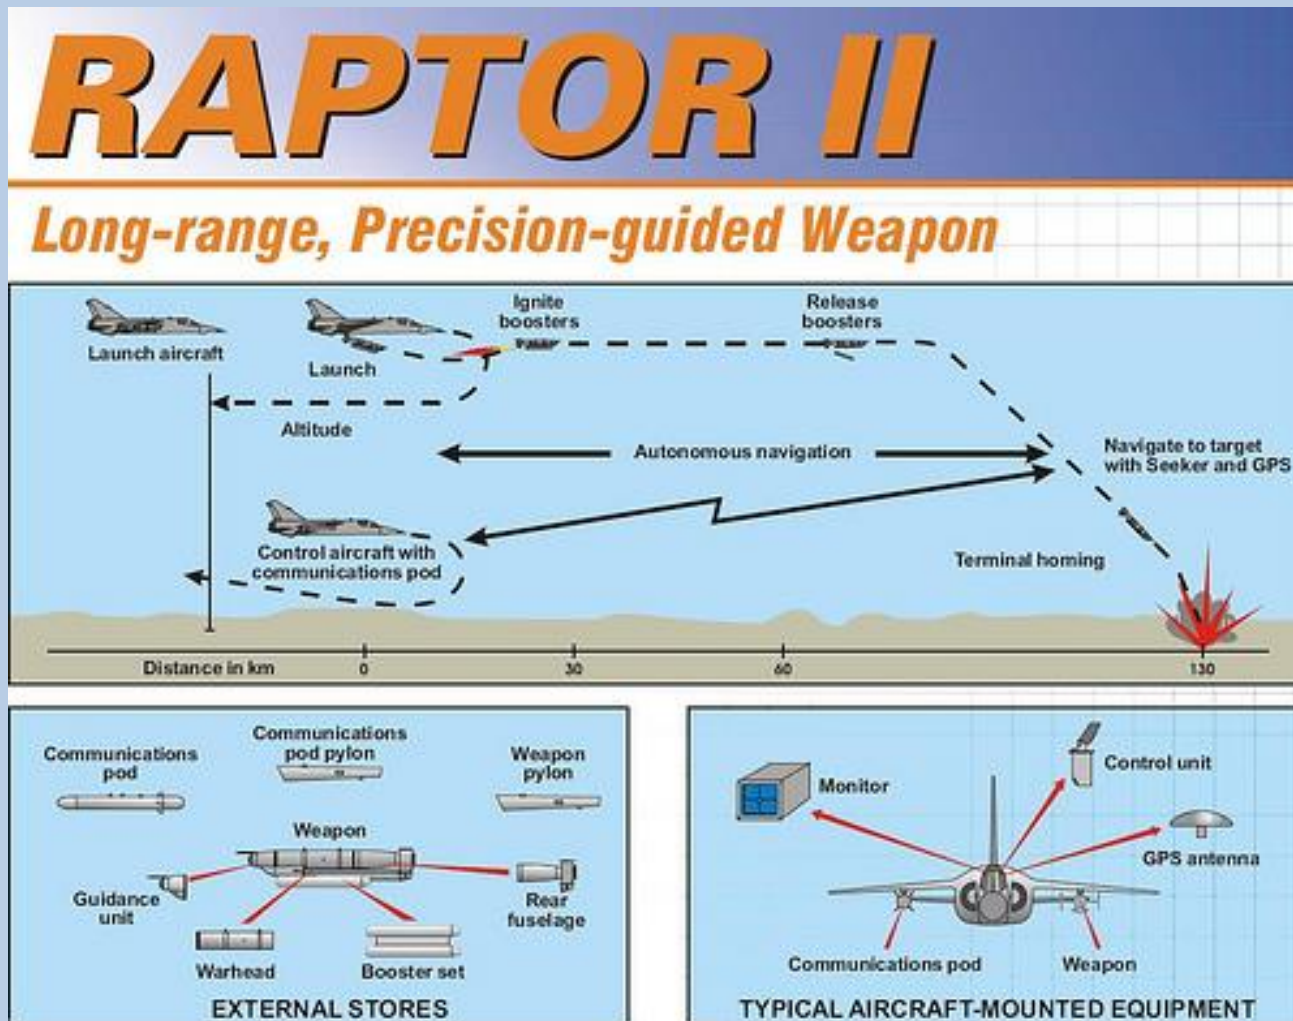 RAPTOR II
Long-range, Precision-guided Weapon
Ignite
boosters
Release
boosters
Launch aircraft
Launch
Altitude
Autonomous navigation
Navigate to target
with Seeker and GPS
Control aircraft with
communications pod
Terminal homing
Distance in km
0
30
60
130
Communications
pod
Communications
pod pylon
Weapon
pylon
Weapon
Guidance
unit
Rear
fuselage
Warhead
Booster set
EXTERNAL STORES
Monitor
Control unit
GPS antenna
Communications pod
Weapon
TYPICAL AIRCRAFT-MOUNTED EQUIPMENT